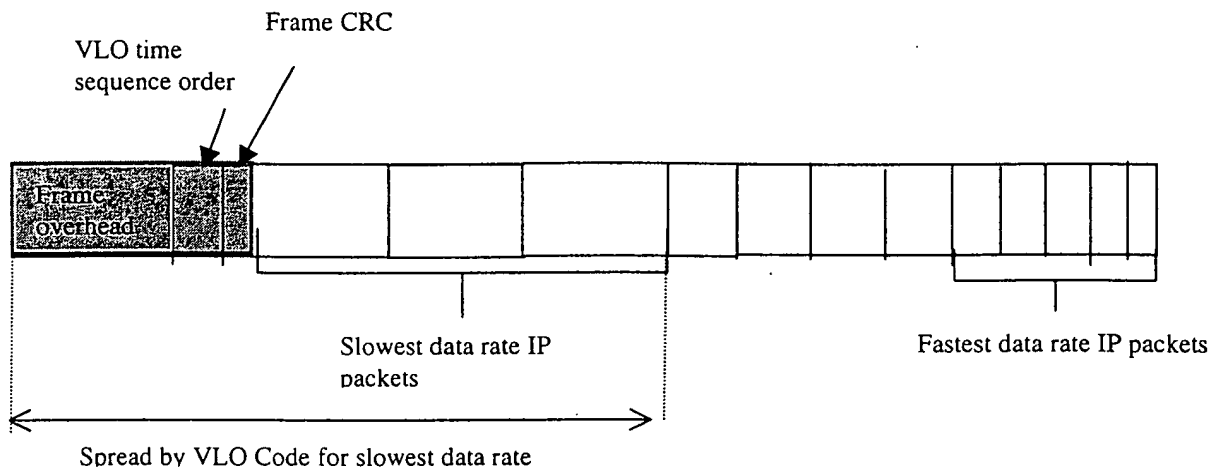 Frame CRC
VLO time
sequence order
Frame
overhead
Slowest data rate IP
packets
Fastest data rate IP packets
Spread by VLO Code for slowest data rate